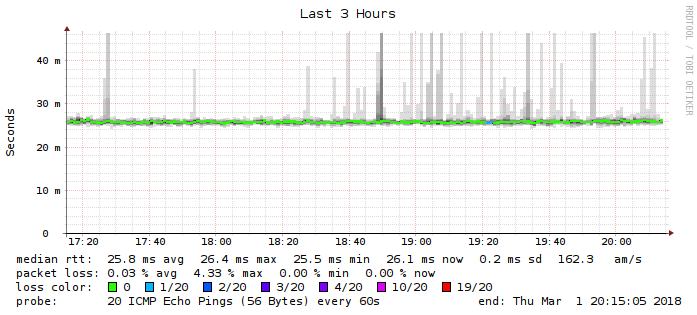 Last 3 Hours
RRDTOOL / TOBI OETIKER
Seconds
40 m
30 m
20 m
10 m
0
17:20 17:40 18:00 18:20 18:40 19:00 19:20 19:40 20:00
median rtt: 25.8 ms avg 26.4 ms max 25.5 ms min 26.1 ms now 0.2 ms sd 162.3 am/s
packet loss: 0.03 % avg 4.33 % max 0.00 % min 0.00 % now
loss color: 0 1/20 2/20 3/20 4/20 10/20 19/20
probe: 20 ICMP Echo Pings (56 Bytes) every 60s end: Thu Mar 1 20:15:05 2018